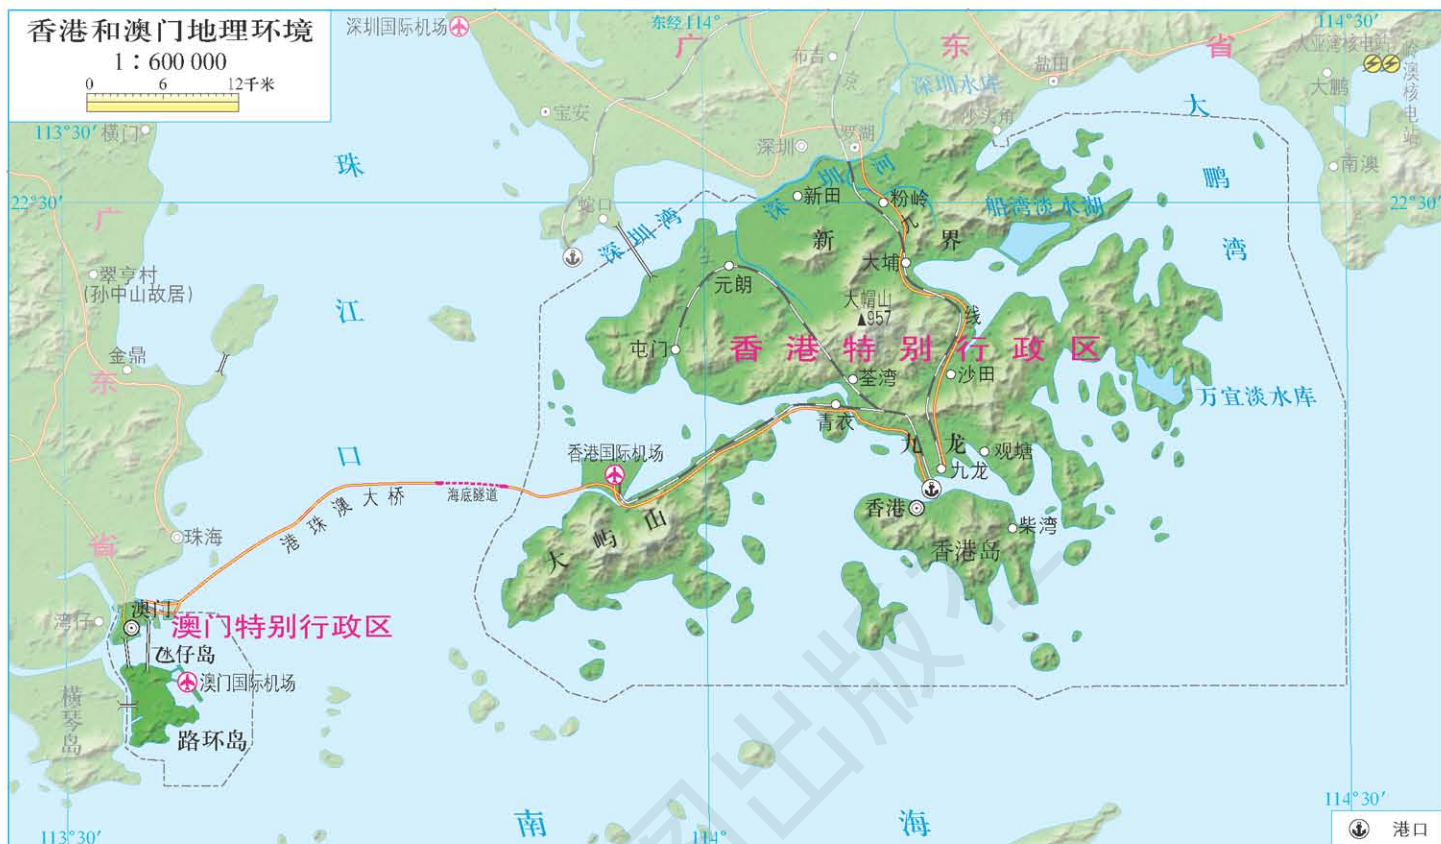 香港和澳门地理环境
1：600 000
0 6 12千米
深圳国际机场
东经114°
114°30′
广
东
省
大亚湾核电站
岭澳核电站
布吉
京
盐田
深圳水库
大鹏
大
113°30′
横门
珠
宝安
沙头角
深圳
罗湖
南澳
圳
河
鹏
22°30′
新田
粉岭
22°30′
广
蛇口
深
九
船湾淡水湖
深圳湾
新
界
湾
大埔
翠亨村
(孙中山故居)
元朗
大帽山
▲957
江
线
屯门
香港特别行政区
金鼎
东
荃湾
沙田
万宜淡水库
青衣
九
龙
观塘
香港国际机场
九龙
口
海底隧道
港珠澳大桥
香港
柴湾
珠海
省
大屿山
香港岛
澳门
湾仔
澳门特别行政区
氹仔岛
澳门国际机场
横琴岛
路环岛
南
海
114°30′
113°30′
114°
港口
图出版社